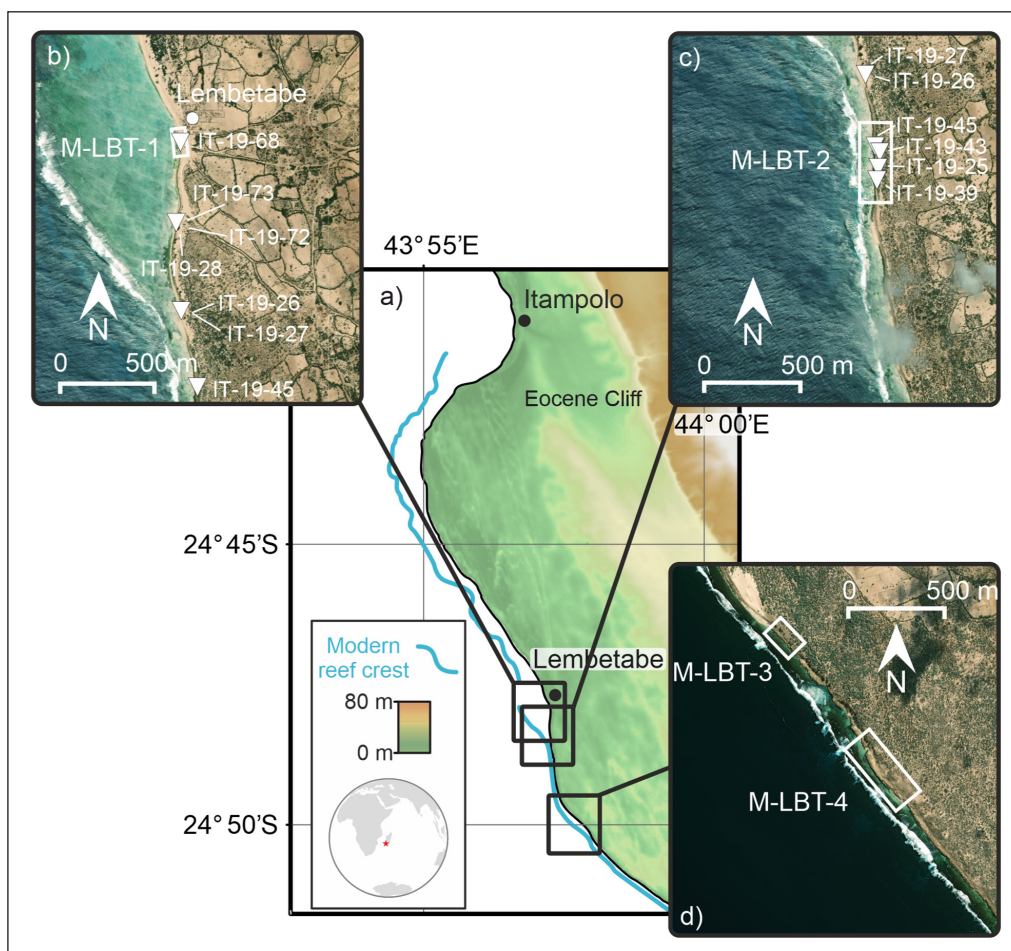 b)
Lembetabe
M-LBT-1
IT-19-68
IT-19-73
IT-19-72
IT-19-28
IT-19-26
IT-19-27
IT-19-45
N
0 500 m
c)
IT-19-27
IT-19-26
IT-19-45
IT-19-43
IT-19-25
IT-19-39
M-LBT-2
N
0 500 m
43°55'E
a)
Itampolo
Eocene Cliff
44°00'E
24°45'S
Lembetabe
24°50'S
Modern
reef crest
80 m
0 m
0 500 m
N
M-LBT-3
M-LBT-4
d)